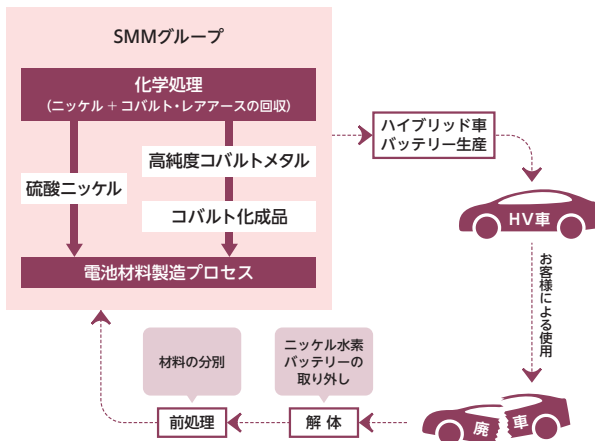 SMMグループ
化学処理
（ニッケル + コバルト・レアアースの回収）
高純度コバルトメタル
硫酸ニッケル
コバルト化成品
電池材料製造プロセス
ハイブリッド車
バッテリー生産
HV車
お客様による使用
廃車
ニッケル水素
バッテリーの
取り外し
解 体
材料の分別
前処理